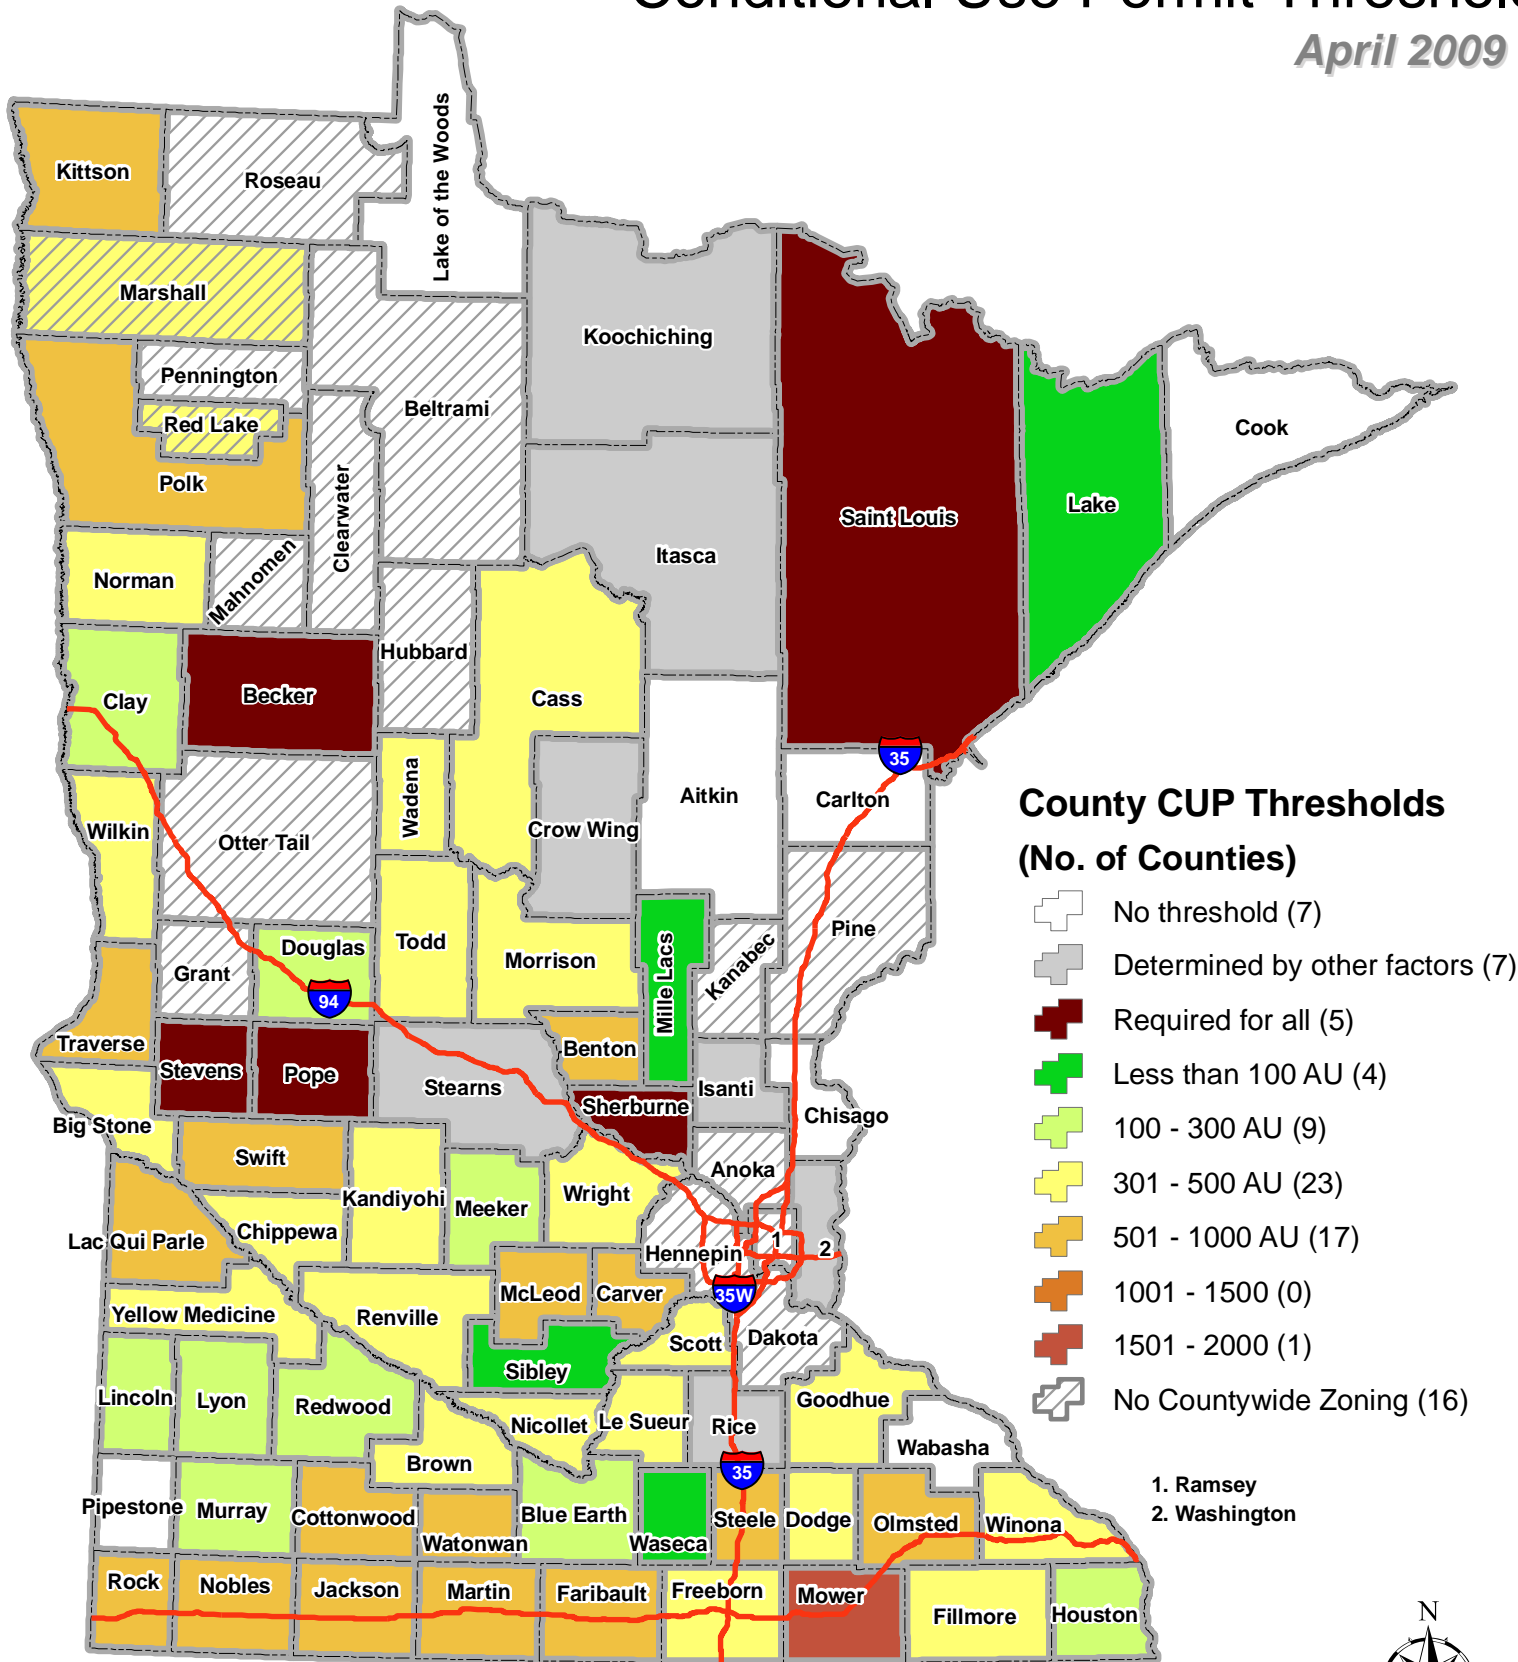 April 2009
Kittson
Roseau
Lake of the Woods
Marshall
Koochiching
Pennington
Beltrami
Red Lake
Cook
Polk
Clearwater
Saint Louis
Lake
Itasca
Norman
Mahnomen
Hubbard
Clay
Becker
Cass
35
Wadena
Aitkin
Carlton
Wilkin
Otter Tail
Crow Wing
County CUP Thresholds
(No. of Counties)
No threshold (7)
Determined by other factors (7)
Required for all (5)
Less than 100 AU (4)
100 - 300 AU (9)
301 - 500 AU (23)
501 - 1000 AU (17)
1001 - 1500 (0)
1501 - 2000 (1)
No Countywide Zoning (16)
1. Ramsey
2. Washington
Pine
Todd
Douglas
Morrison
Mille Lacs
Kanabec
Grant
94
Traverse
Stevens
Pope
Stearns
Benton
Isanti
Sherburne
Chisago
Big Stone
Swift
Anoka
Kandiyohi
Meeker
Wright
Chippewa
Lac Qui Parle
Hennepin
1
2
McLeod
Carver
35W
Yellow Medicine
Renville
Scott
Dakota
Sibley
Lincoln
Lyon
Redwood
Nicollet
Le Sueur
Rice
Goodhue
Wabasha
Brown
35
Pipestone
Murray
Cottonwood
Watonwan
Blue Earth
Waseca
Steele
Dodge
Olmsted
Winona
Rock
Nobles
Jackson
Martin
Faribault
Freeborn
Mower
Fillmore
Houston
N